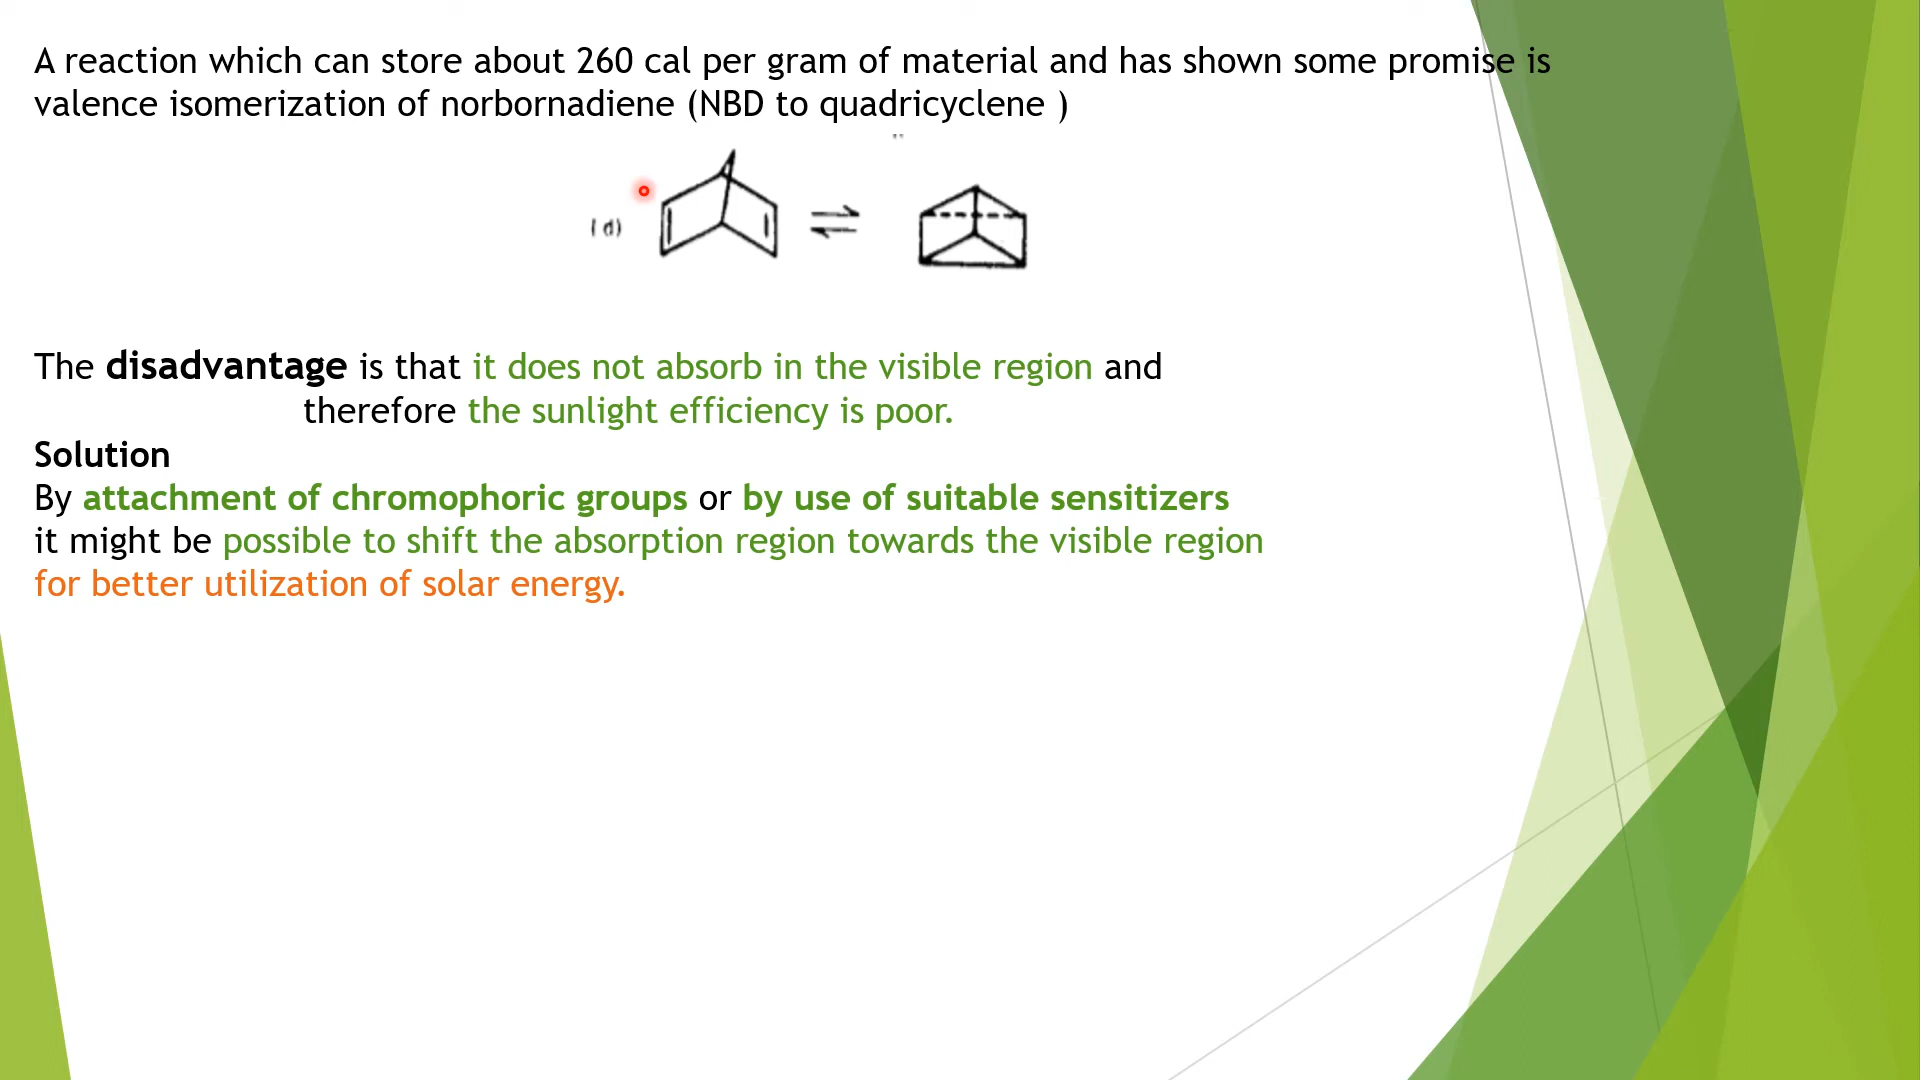 A reaction which can store about 260 cal per gram of material and has shown some promise is
valence isomerization of norbornadiene (NBD to quadricyclene )
(d)
The disadvantage is that it does not absorb in the visible region and
therefore the sunlight efficiency is poor.
Solution
By attachment of chromophoric groups or by use of suitable sensitizers
it might be possible to shift the absorption region towards the visible region
for better utilization of solar energy.